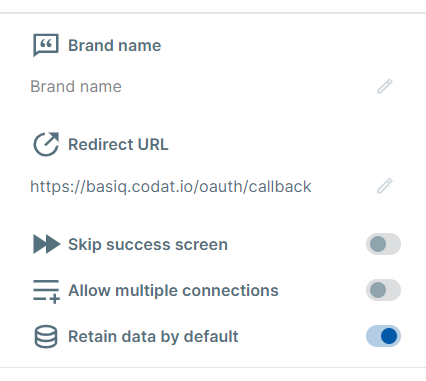 Brand name
Brand name
Redirect URL
https://basiq.codat.io/oauth/callback
Skip success screen
Allow multiple connections
Retain data by default